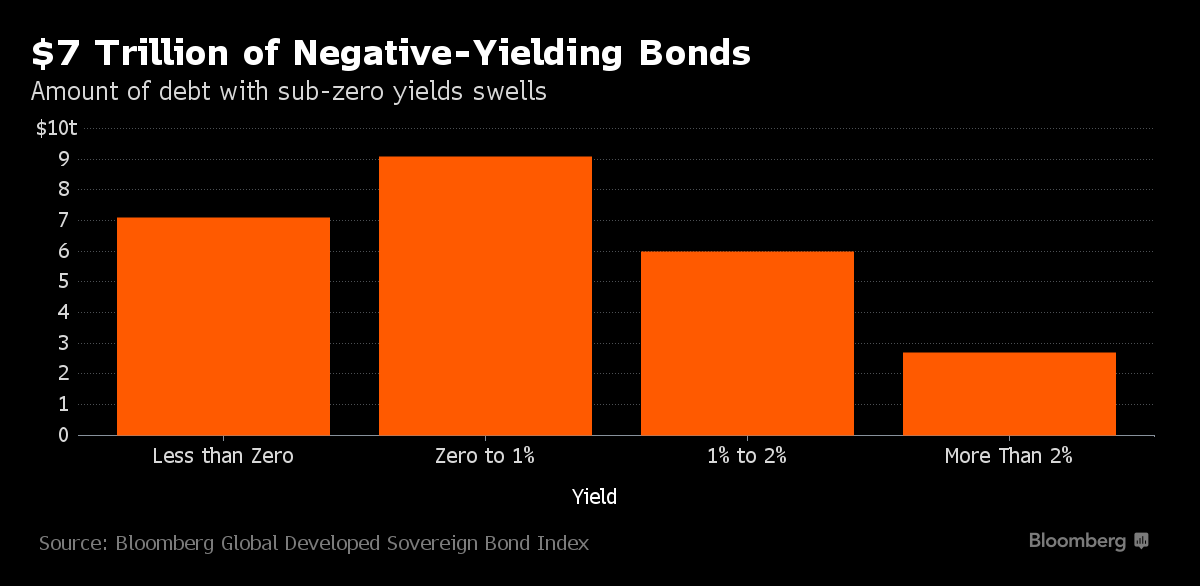 $7 Trillion of Negative-Yielding Bonds
Amount of debt with sub-zero yields swells
$10t
9
8
7
6
5
4
3
2
1
0
Less than Zero Zero to 1% 1% to 2% More Than 2%
Yield
Source: Bloomberg Global Developed Sovereign Bond Index
Bloomberg